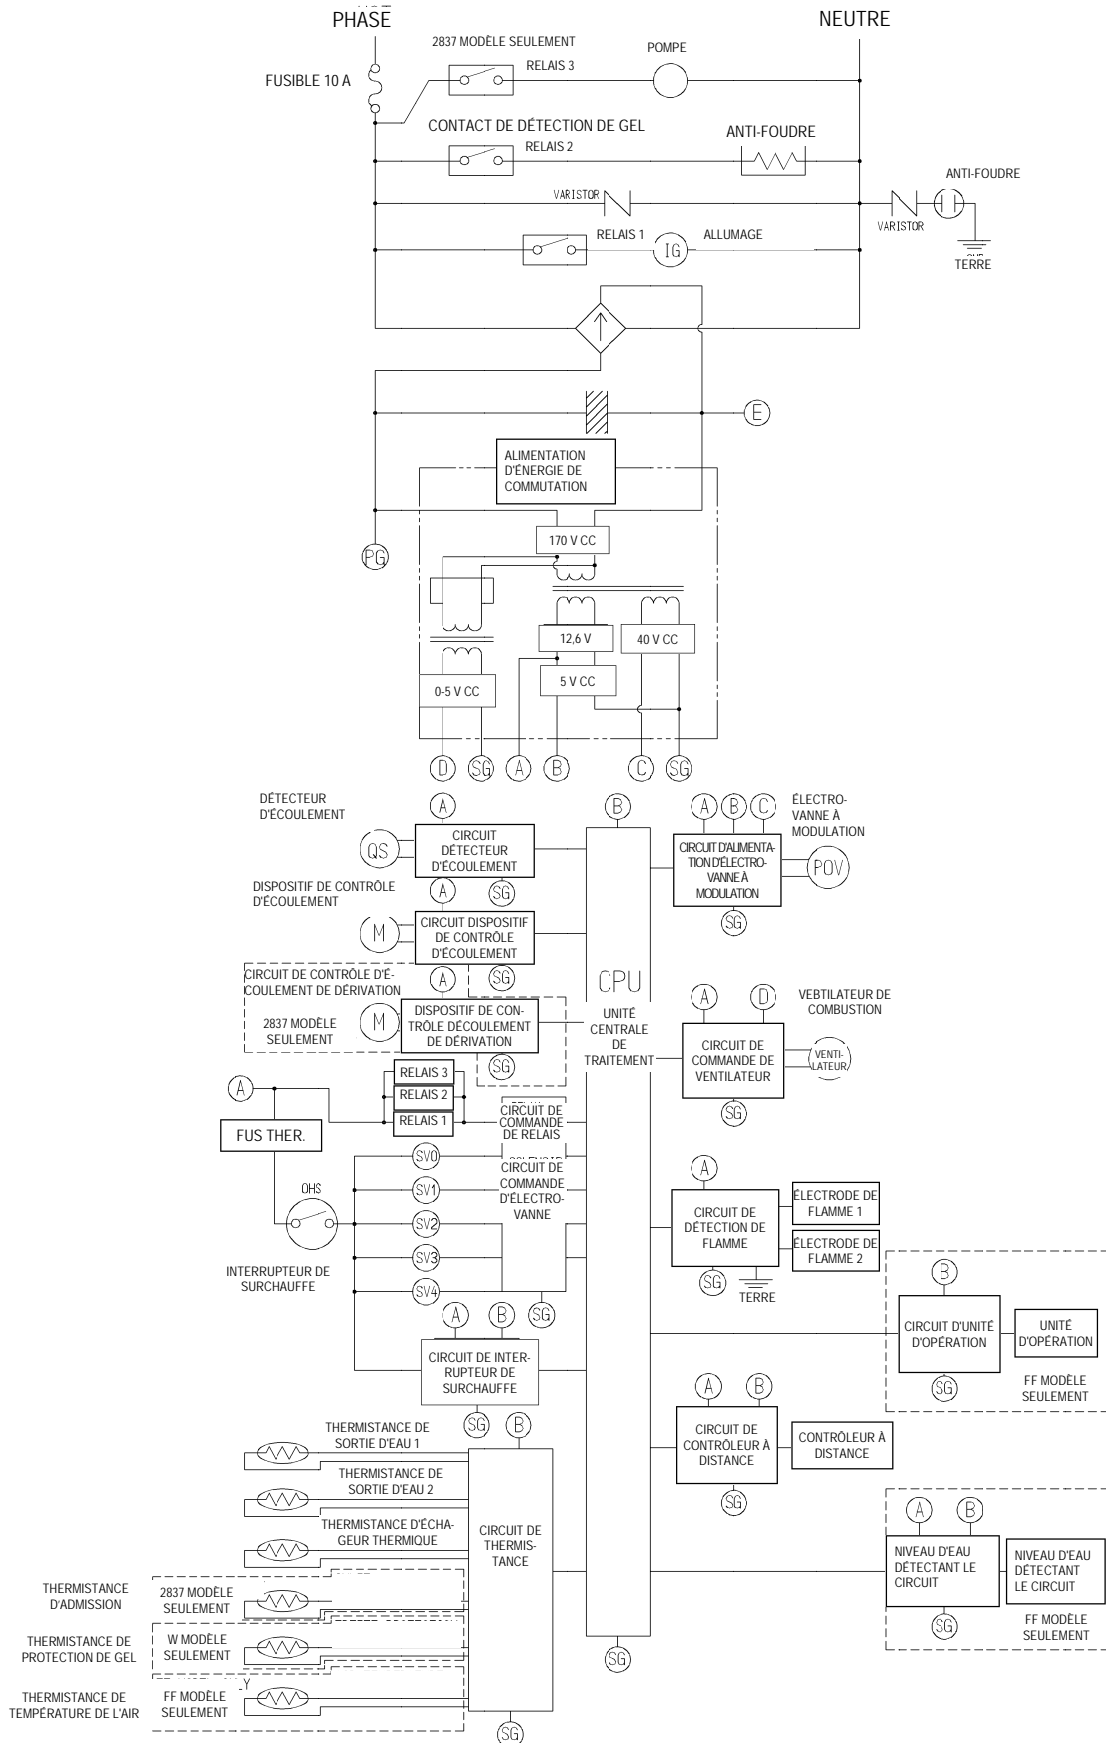 PHASE
NEUTRE
2837 MODÈLE SEULEMENT
POMPE
RELAIS 3
FUSIBLE 10 A
CONTACT DE DÉTECTION DE GEL
ANTI-FOUDRE
RELAIS 2
ANTI-FOUDRE
VARISTOR
VARISTOR
RELAIS 1
ALLUMAGE
IG
TERRE
E
ALIMENTATION
D'ÉNERGIE DE
COMMUTATION
170 V CC
PG
12,6 V
40 V CC
5 V CC
0-5 V CC
D
SG
A
B
C
SG
DÉTECTEUR
D'ÉCOULEMENT
A
B
A
B
C
ÉLECTRO-
VANNE À
MODULATION
QS
CIRCUIT
DÉTECTEUR
D'ÉCOULEMENT
CIRCUIT D'ALIMENTA-
TION D'ÉLECTRO-
VANNE À
MODULATION
POV
DISPOSITIF DE CONTRÔLE
D'ÉCOULEMENT
A
SG
SG
M
CIRCUIT DISPOSITIF
DE CONTRÔLE
D'ÉCOULEMENT
CIRCUIT DE CONTRÔLE D'É-
COULEMENT DE DÉRIVATION
A
SG
CPU
UNITÉ
CENTRALE
DE
TRAITEMENT
2837 MODÈLE
SEULEMENT
M
DISPOSITIF DE CON-
TRÔLE DÉCOULEMENT
DE DÉRIVATION
SG
A
D
VEBTILATEUR DE
COMBUSTION
CIRCUIT DE
COMMANDE DE
VENTILATEUR
VENTI-
LATEUR
SG
A
RELAIS 3
RELAIS 2
RELAIS 1
CIRCUIT DE
COMMANDE
DE RELAIS
FUS THER.
SV0
SV1
SV2
SV3
SV4
CIRCUIT DE
COMMANDE
D'ÉLECTRO-
VANNE
OHS
INTERRUPTEUR DE
SURCHAUFFE
SG
A
CIRCUIT DE
DÉTECTION DE
FLAMME
ÉLECTRODE DE
FLAMME 1
ÉLECTRODE DE
FLAMME 2
SG
TERRE
B
CIRCUIT D'UNITÉ
D'OPÉRATION
UNITÉ
D'OPÉRATION
SG
FF MODÈLE
SEULEMENT
A
B
CIRCUIT DE INTER-
RUPTEUR DE
SURCHAUFFE
SG
B
A
B
CIRCUIT DE
CONTRÔLEUR À
DISTANCE
CONTRÔLEUR À
DISTANCE
SG
THERMISTANCE DE
SORTIE D'EAU 1
THERMISTANCE DE
SORTIE D'EAU 2
THERMISTANCE D'ÉCHA-
GEUR THERMIQUE
CIRCUIT DE
THERMIS-
TANCE
A
B
NIVEAU D'EAU
DÉTECTANT LE
CIRCUIT
NIVEAU D'EAU
DÉTECTANT
LE CIRCUIT
SG
FF MODÈLE
SEULEMENT
THERMISTANCE
D'ADMISSION
2837 MODÈLE
SEULEMENT
THERMISTANCE DE
PROTECTION DE GEL
W MODÈLE
SEULEMENT
SG
THERMISTANCE DE
TEMPÉRATURE DE L'AIR
FF MODÈLE
SEULEMENT
SG